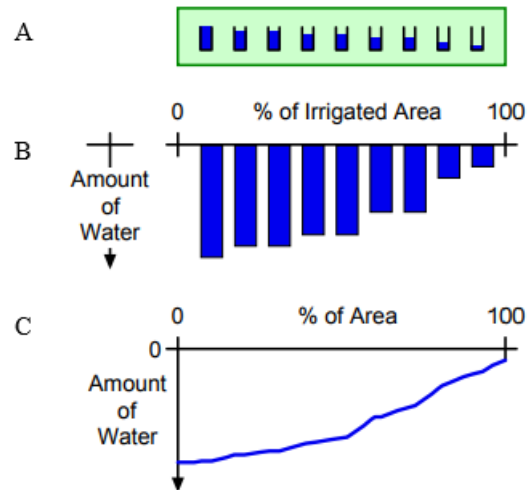 A
0 % of Irrigated Area 100
B
Amount
of
Water
C
0 % of Area 100
0
Amount
of
Water